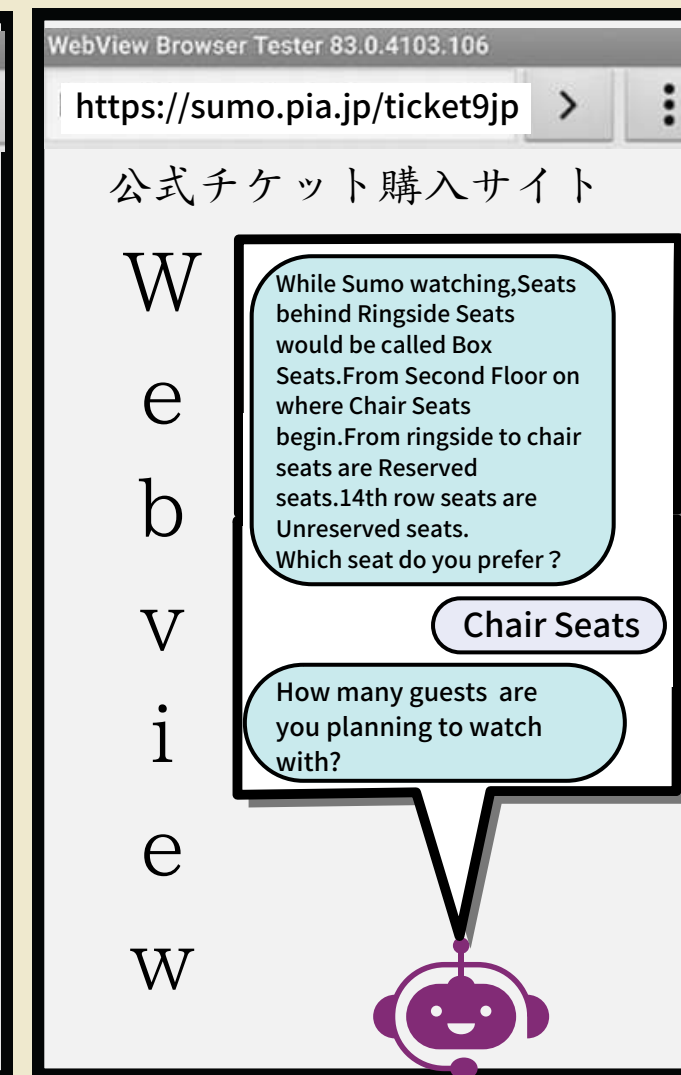 WebView Browser Tester 83.0.4103.106
https://sumo.pia.jp/ticket9jp
公式チケット購入サイト
Webview
While Sumo watching,Seats
behind Ringside Seats
would be called Box
Seats.From Second Floor on
where Chair Seats
begin.From ringside to chair
seats are Reserved
seats.14th row seats are
Unreserved seats.
Which seat do you prefer？
Chair Seats
How many guests are
you planning to watch
with?